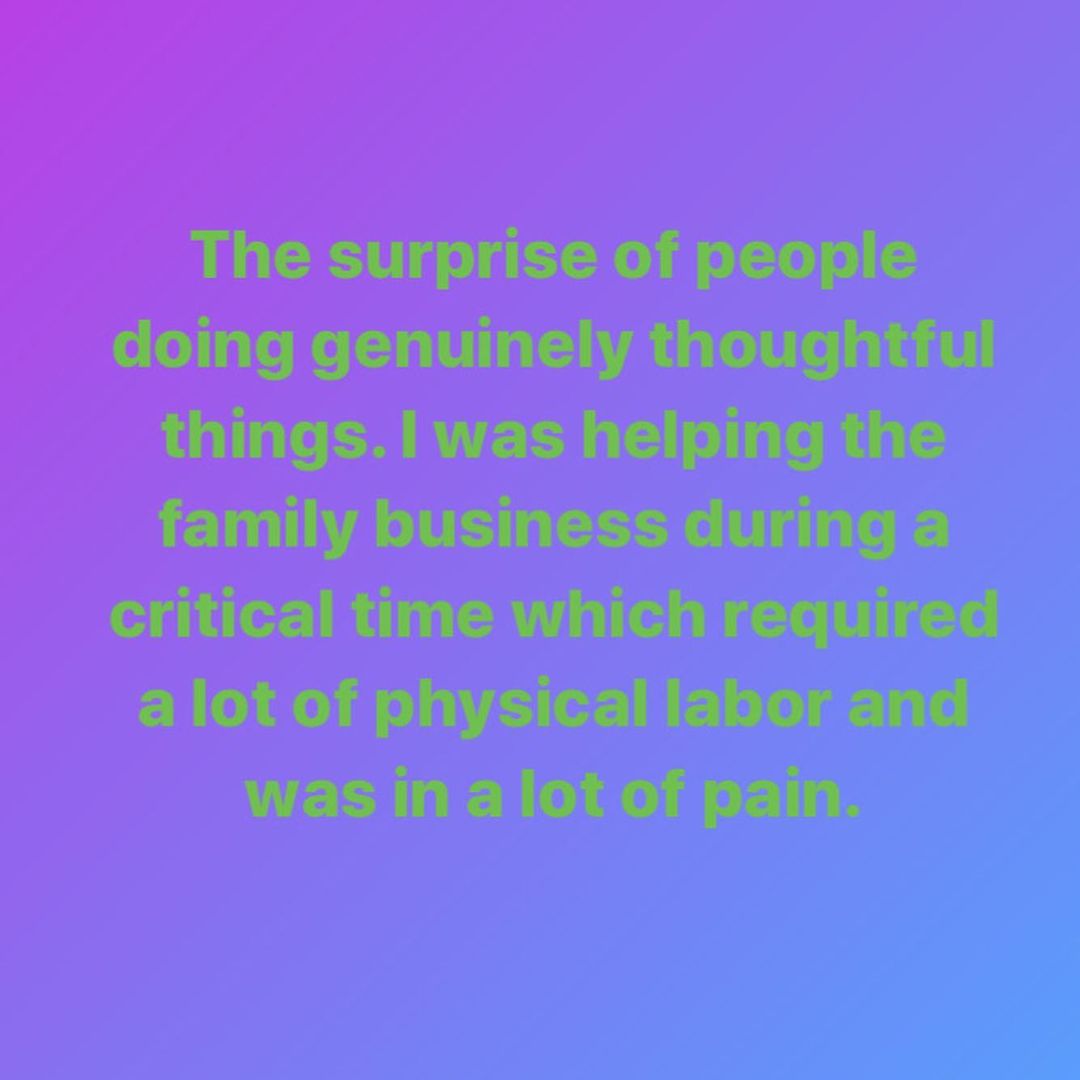 The surprise of people
doing genuinely thoughtful
things. I was helping the
family business during a
critical time which required
a lot of physical labor and
was in a lot of pain.